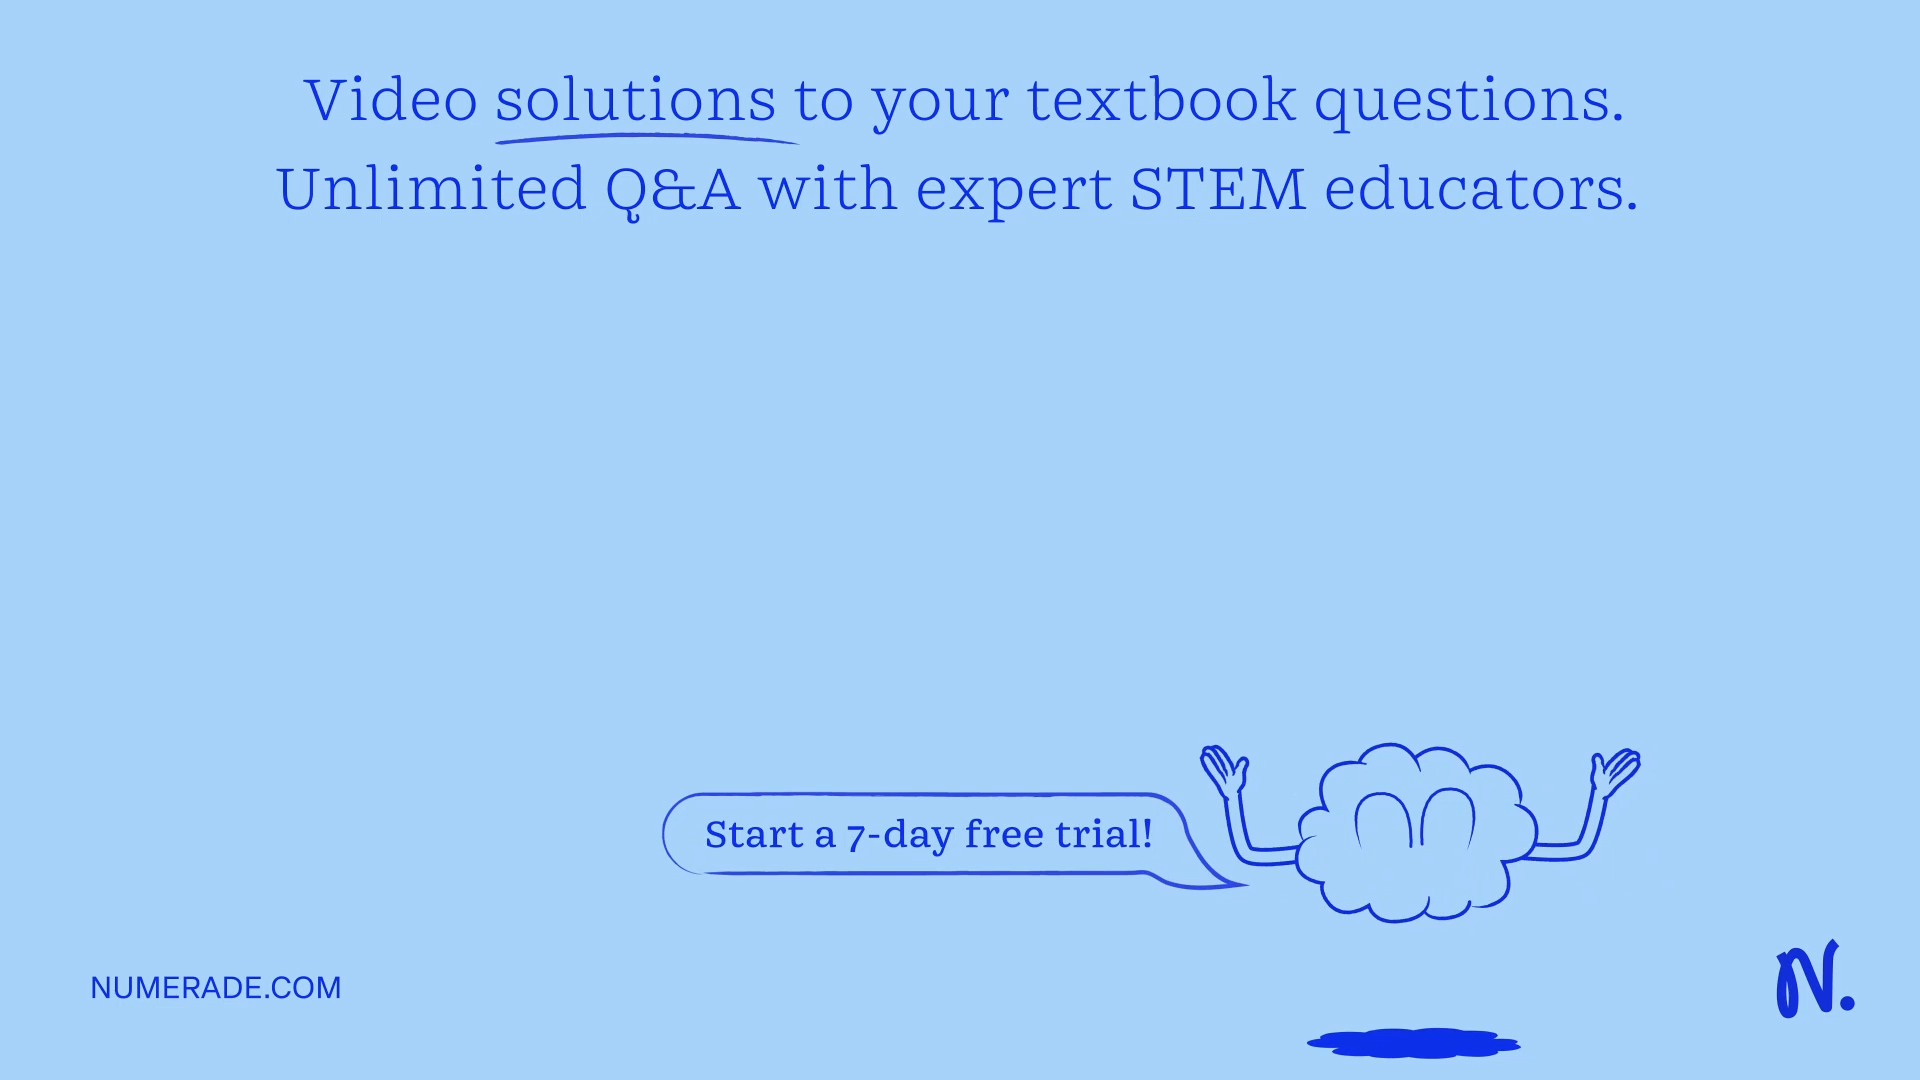 Video solutions to your textbook questions.
Unlimited Q&A with expert STEM educators.
Start a 7-day free trial!
NUMERADE.COM
N.